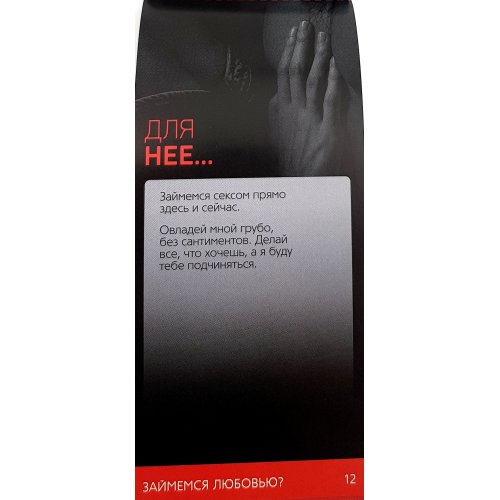 ДЛЯ
НЕЕ...
Займемся сексом прямо
здесь и сейчас.
Овладей мной грубо,
без сантиментов. Делай
все, что хочешь, а я буду
тебе подчиняться.
ЗАЙМЕМСЯ ЛЮБОВЬЮ? 12